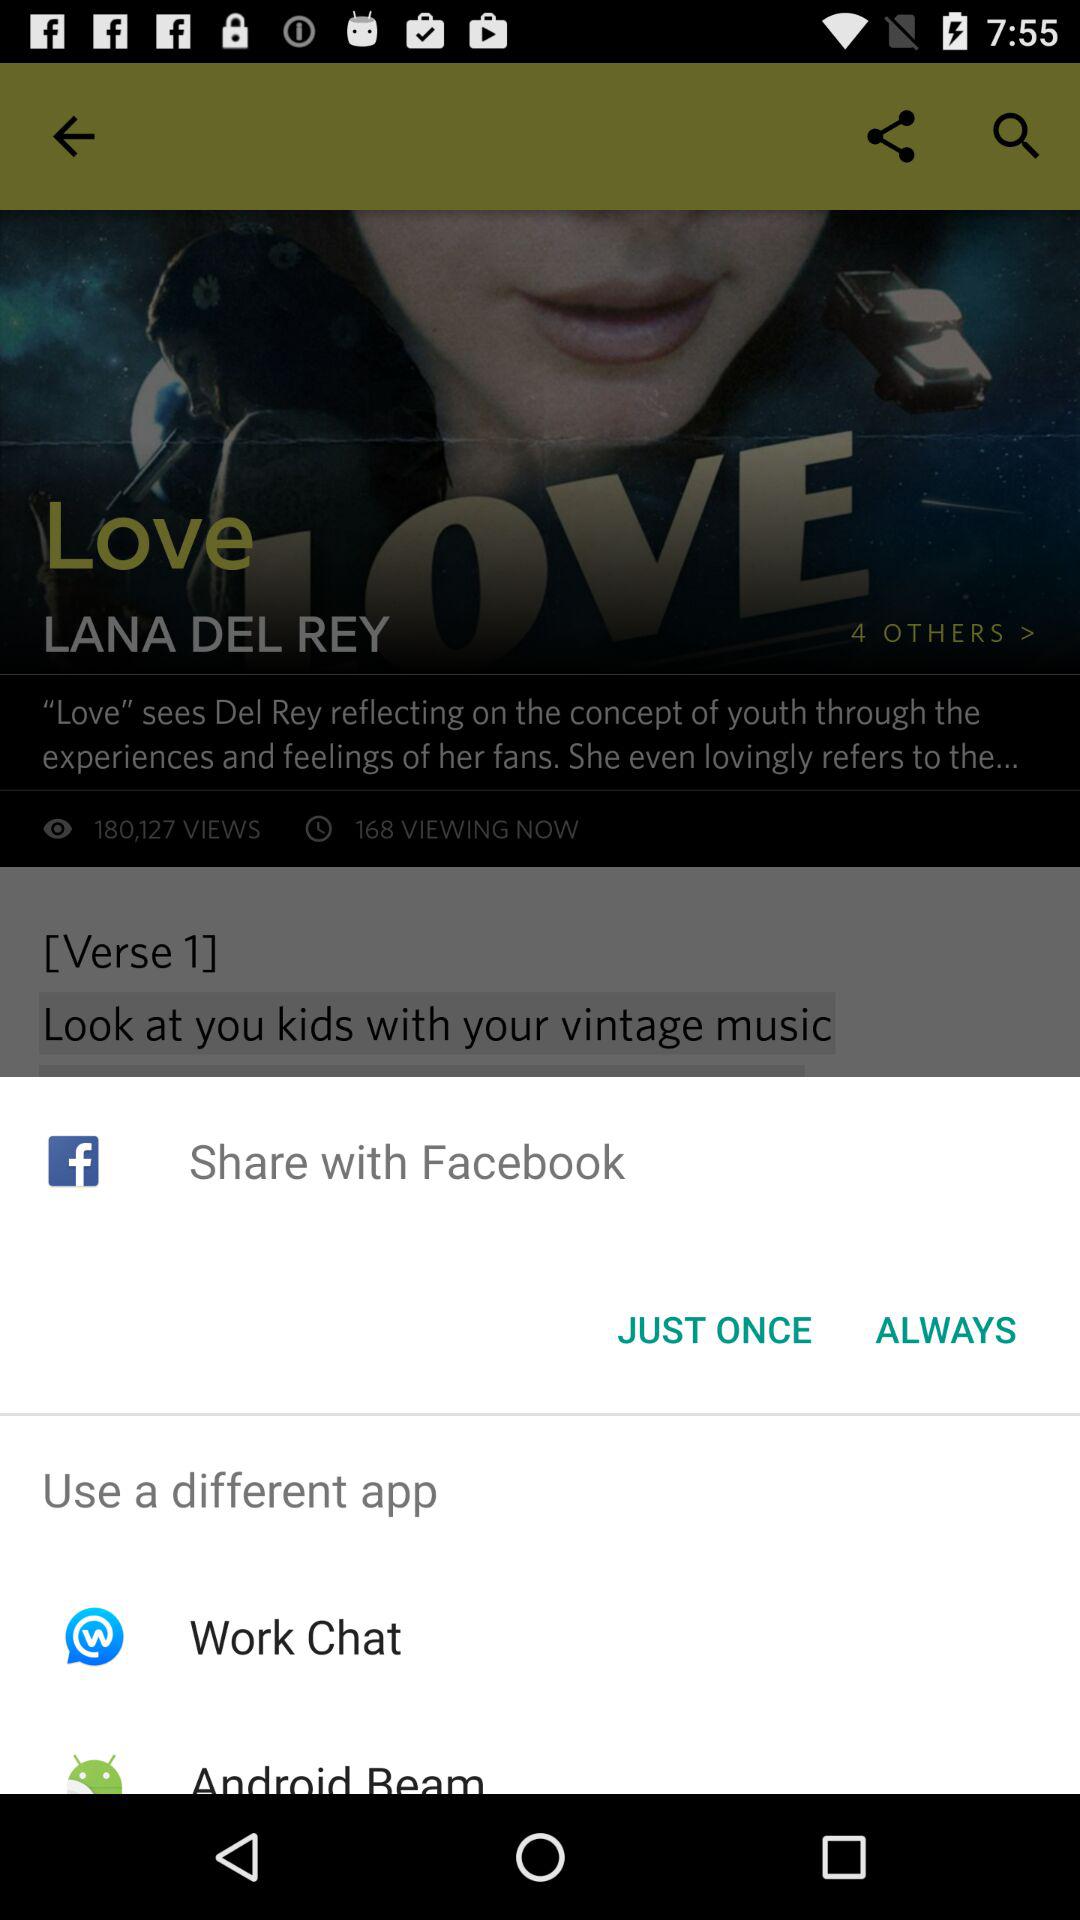 7:55
LOVE
Love
LANA DEL REY
4 OTHERS >
“Love” sees Del Rey reflecting on the concept of youth through the
experiences and feelings of her fans. She even lovingly refers to the...
180,127 VIEWS 168 VIEWING NOW
[Verse 1]
Look at you kids with your vintage music
Share with Facebook
JUST ONCE ALWAYS
Use a different app
Work Chat
Android Beam